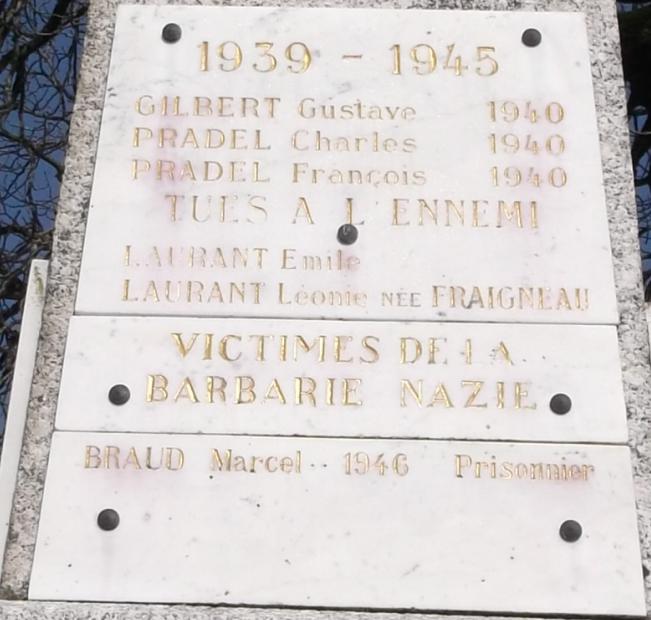 1939 - 1945
GILBERT Gustave 1940
PRADEL Charles 1940
PRADEL François 1940
TUES A L'ENNEMI
LAURANT Emile
LAURANT Léonie NÉE FRAIGNEAU
VICTIMES DE LA
BARBARIE NAZIE
BRAUD Marcel 1946 Prisonnier